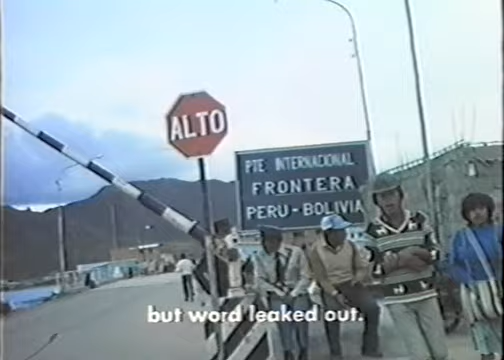 ALTO
PTE. INTERNACIONAL
FRONTERA
PERU-BOLIVIA
but word leaked out.